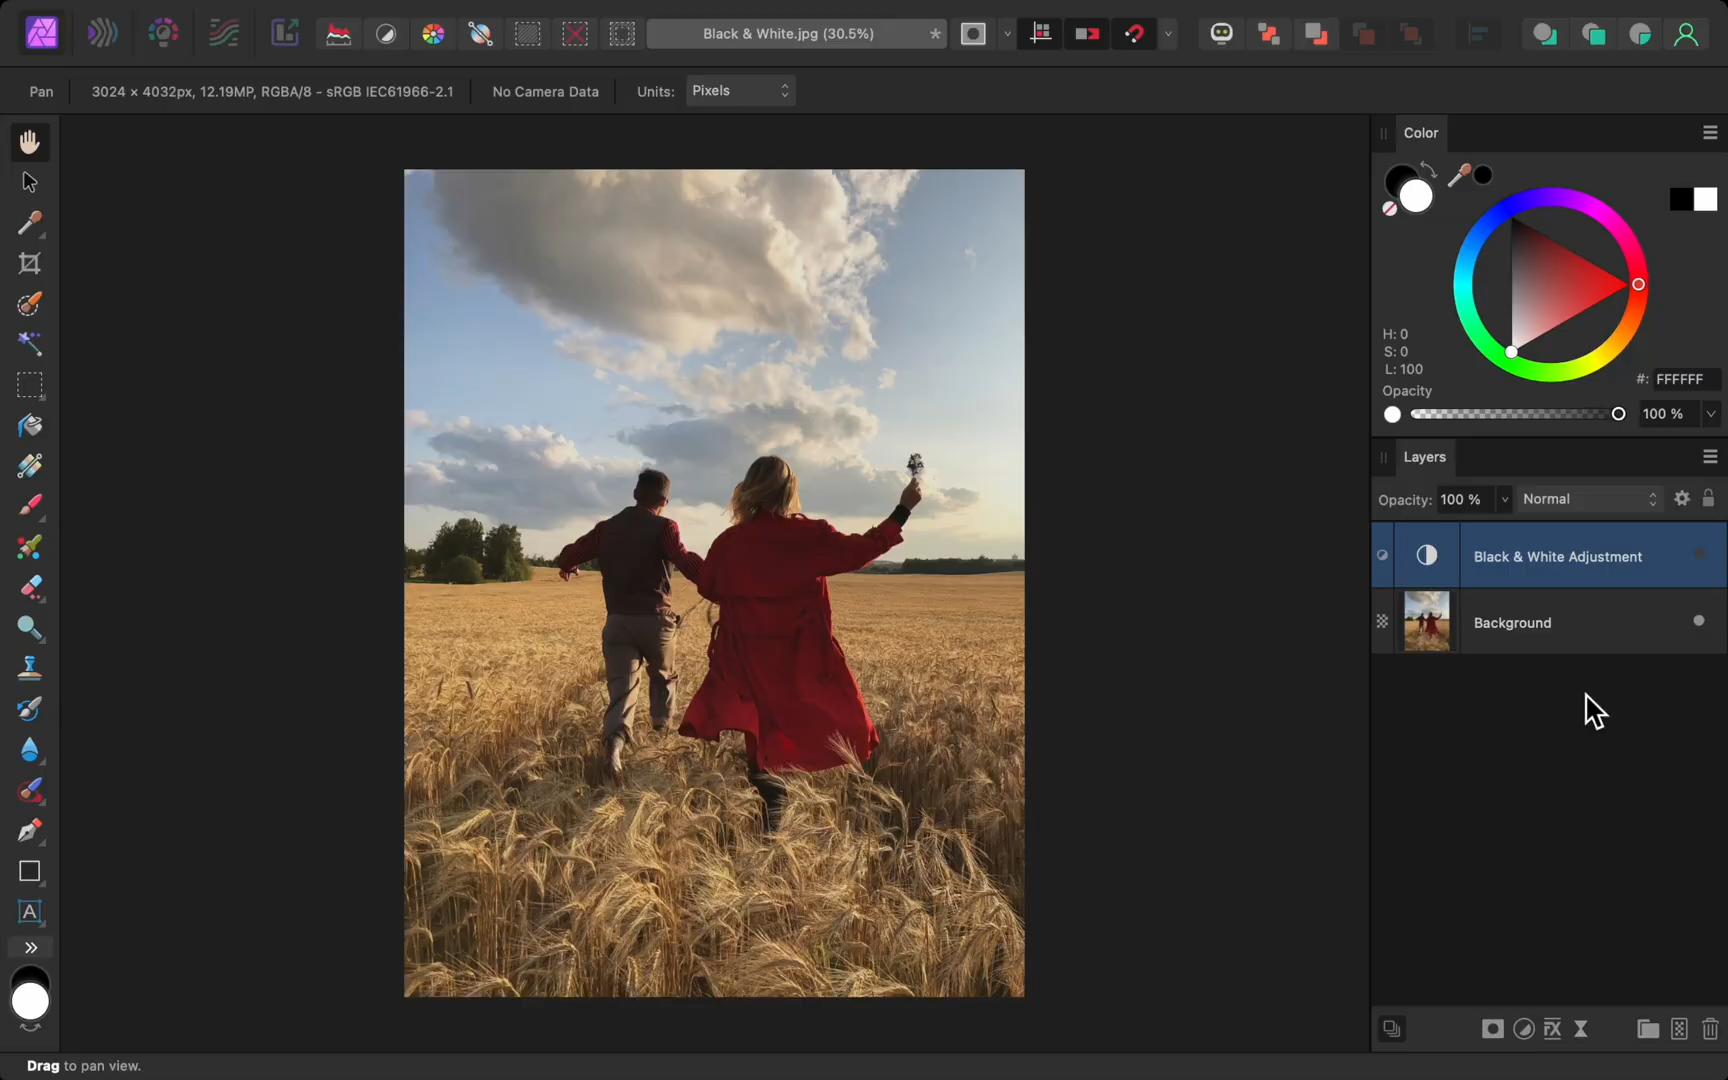 Black & White.jpg (30.5%) *
Pan
3024 × 4032px, 12.19MP, RGBA/8 - sRGB IEC61966-2.1
No Camera Data
Units: Pixels
Color
H: 0
S: 0
L: 100
#: FFFFFF
Opacity
100 %
Layers
Opacity: 100 % Normal
Black & White Adjustment
Background
A
FX
Drag to pan view.